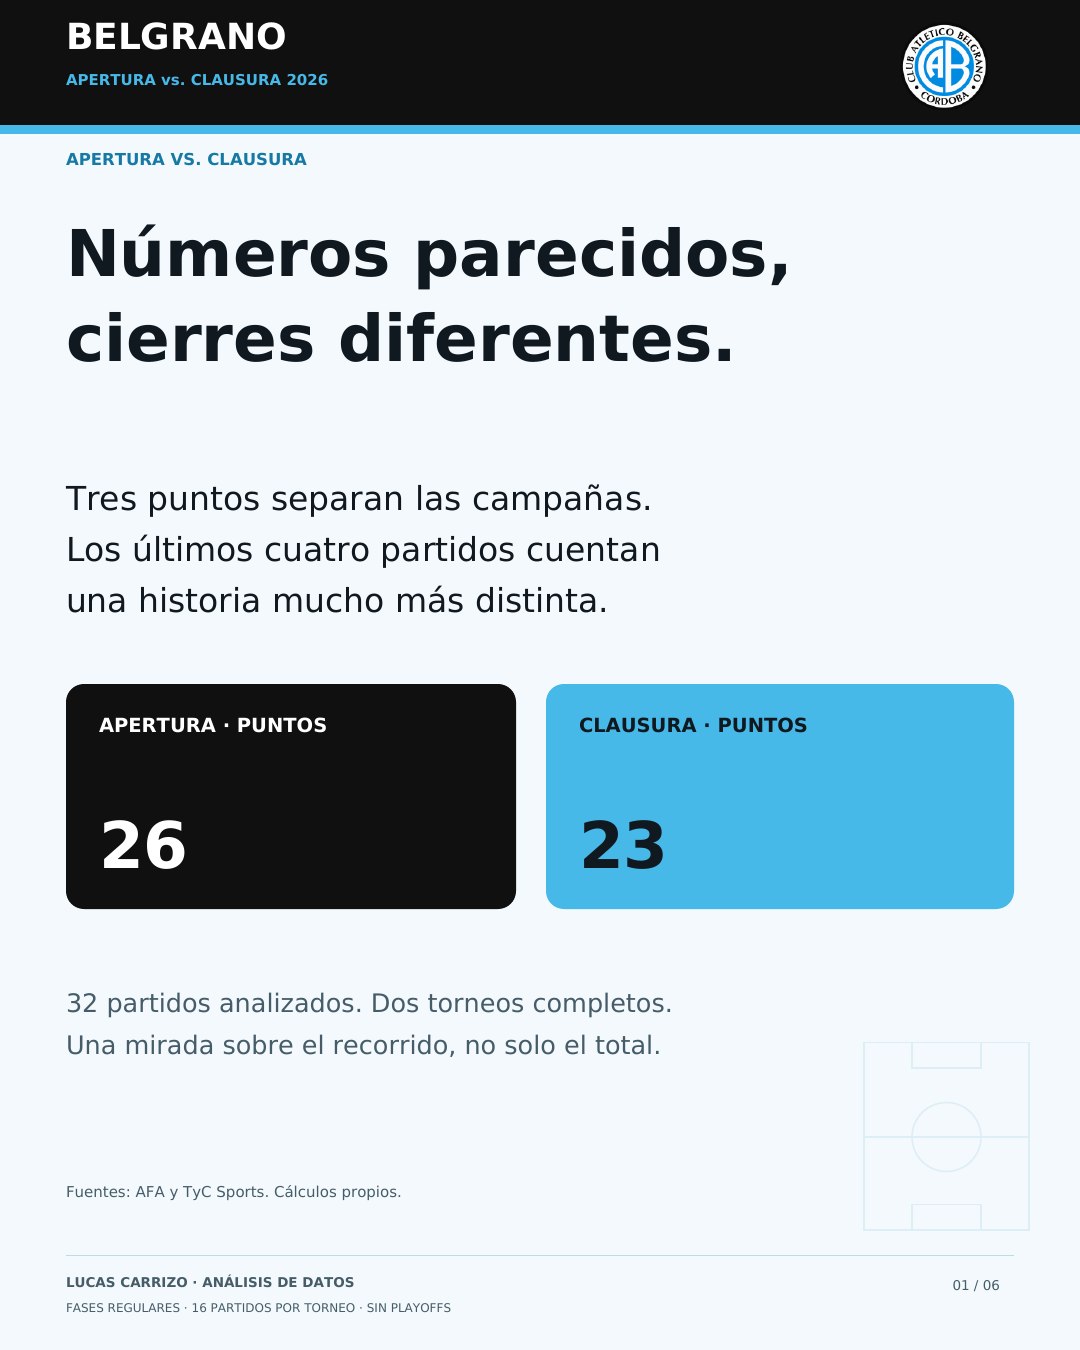 BELGRANO
APERTURA vs. CLAUSURA 2026
CLUB ATLETICO BELGRANO
CORDOBA
CAB
APERTURA VS. CLAUSURA
Números parecidos,
cierres diferentes.
Tres puntos separan las campañas.
Los últimos cuatro partidos cuentan
una historia mucho más distinta.
APERTURA · PUNTOS
26
CLAUSURA · PUNTOS
23
32 partidos analizados. Dos torneos completos.
Una mirada sobre el recorrido, no solo el total.
Fuentes: AFA y TyC Sports. Cálculos propios.
LUCAS CARRIZO · ANÁLISIS DE DATOS
FASES REGULARES · 16 PARTIDOS POR TORNEO · SIN PLAYOFFS
01 / 06